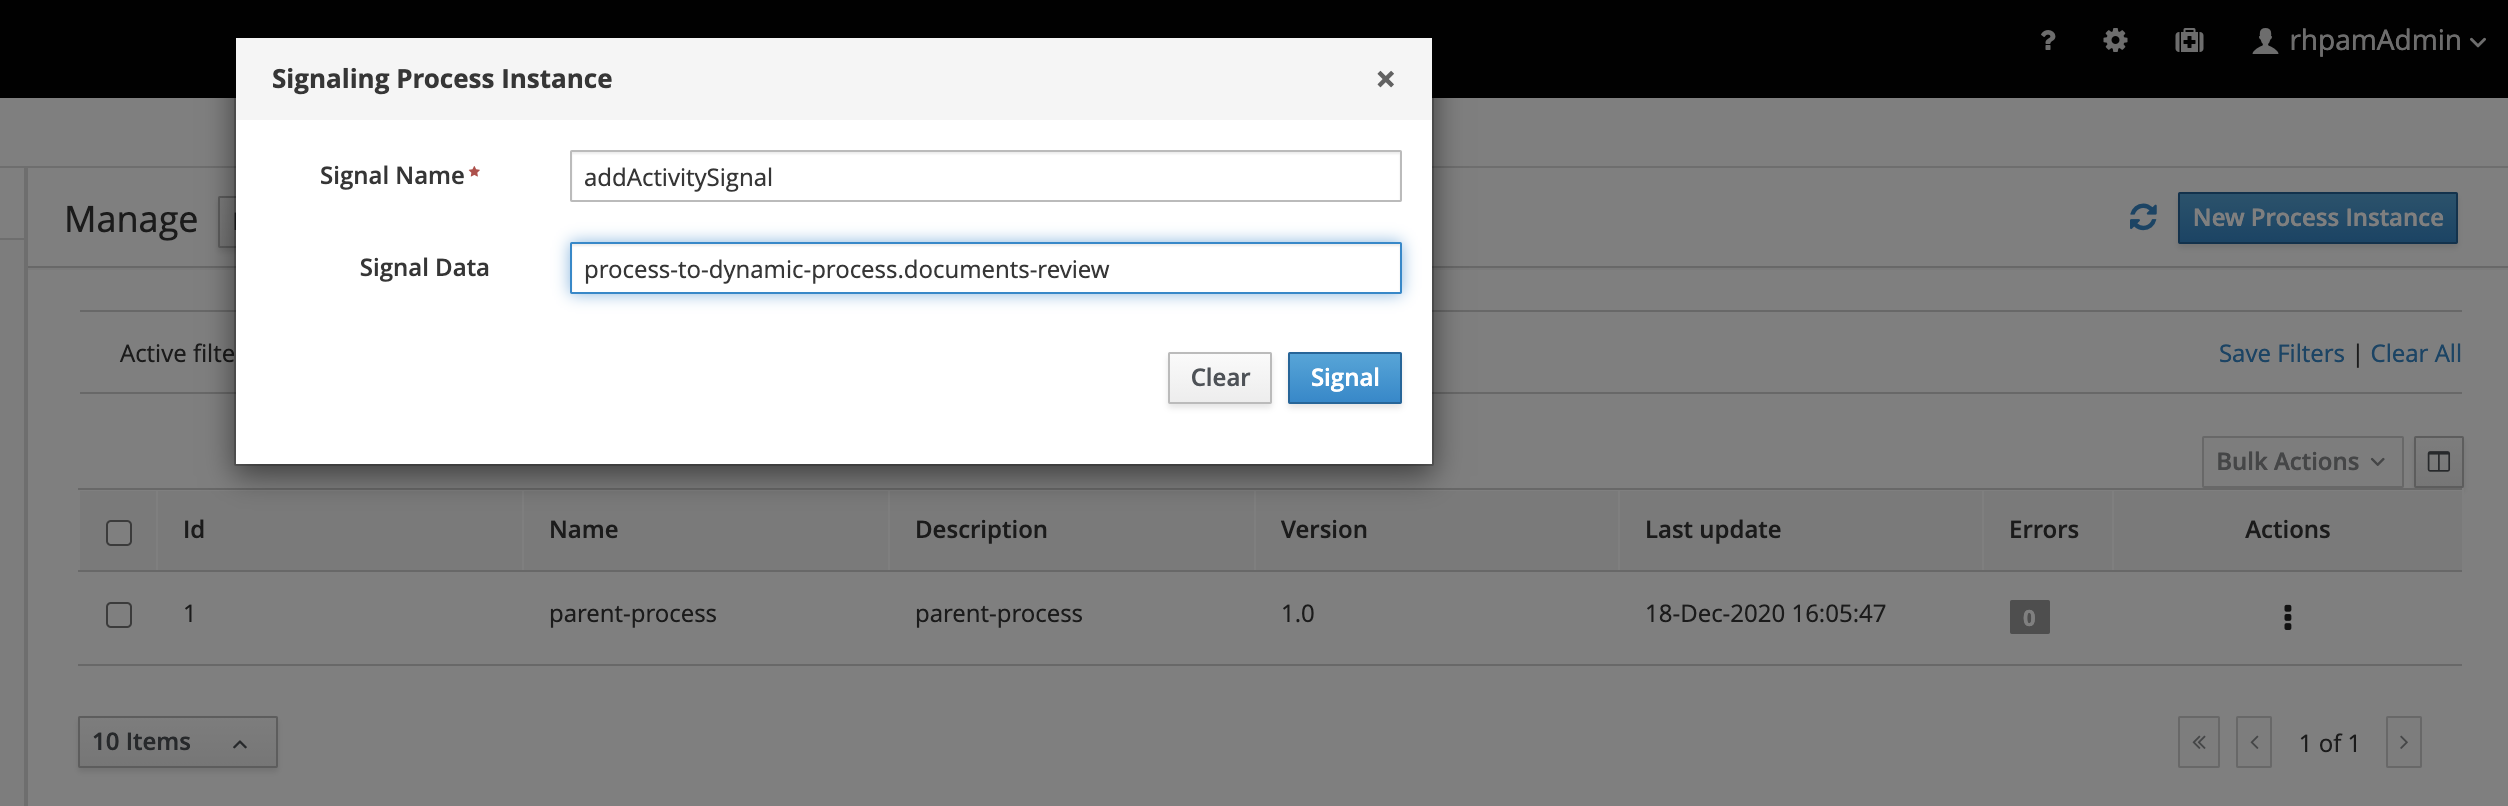 ? rhpamAdmin
Signaling Process Instance
Signal Name*
addActivitySignal
Manage
New Process Instance
Signal Data
process-to-dynamic-process.documents-review
Active filte
Save Filters | Clear All
Clear Signal
Bulk Actions
Id Name Description Version Last update Errors Actions
1 parent-process parent-process 1.0 18-Dec-2020 16:05:47 0
10 Items
1 of 1